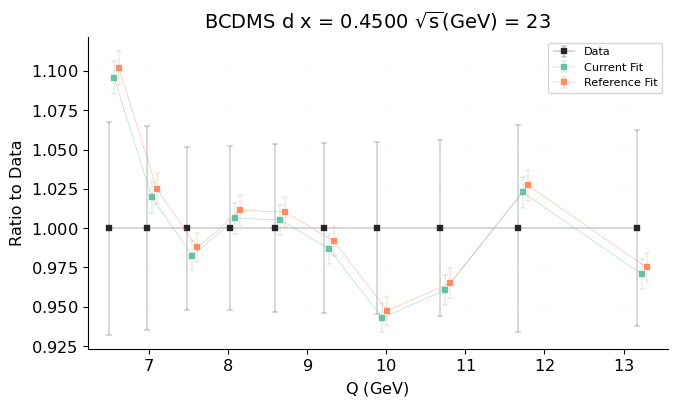 BCDMS d x = 0.4500 √s(GeV) = 23
Ratio to Data
1.100
1.075
1.050
1.025
1.000
0.975
0.950
0.925
Data
Current Fit
Reference Fit
7 8 9 10 11 12 13
Q (GeV)